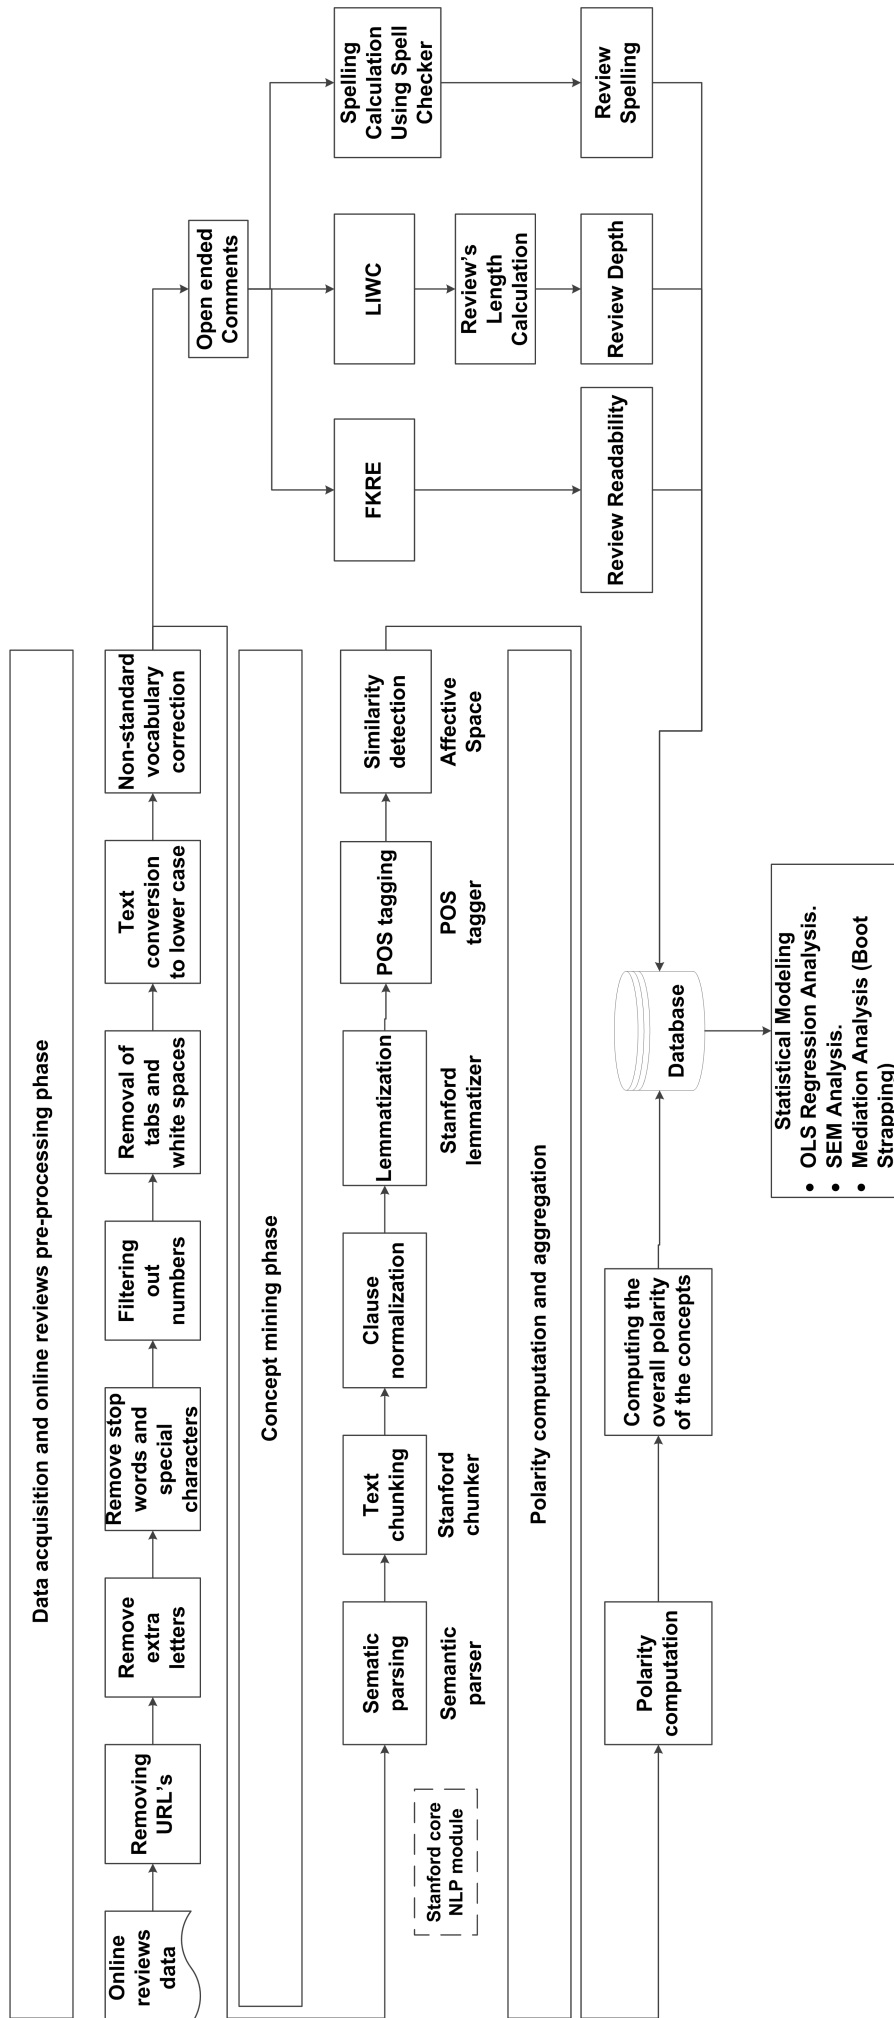 Data acquisition and online reviews pre-processing phase
Online
reviews
data
Removing
URL's
Remove
extra
letters
Remove stop
words and
special
characters
Filtering
out
numbers
Removal of
tabs and
white spaces
Text
conversion
to lower case
Non-standard
vocabulary
correction
Concept mining phase
Sematic
parsing
Semantic
parser
Text
chunking
Stanford
chunker
Clause
normalization
Lemmatization
Stanford
lemmatizer
POS tagging
POS
tagger
Similarity
detection
Affective
Space
Stanford core
NLP module
Polarity computation and aggregation
Polarity
computation
Computing the
overall polarity
of the concepts
Database
Statistical Modeling
• OLS Regression Analysis.
• SEM Analysis.
• Mediation Analysis (Boot
Strapping)
Open ended
Comments
FKRE
LIWC
Spelling
Calculation
Using Spell
Checker
Review's
Length
Calculation
Review Readability
Review Depth
Review
Spelling